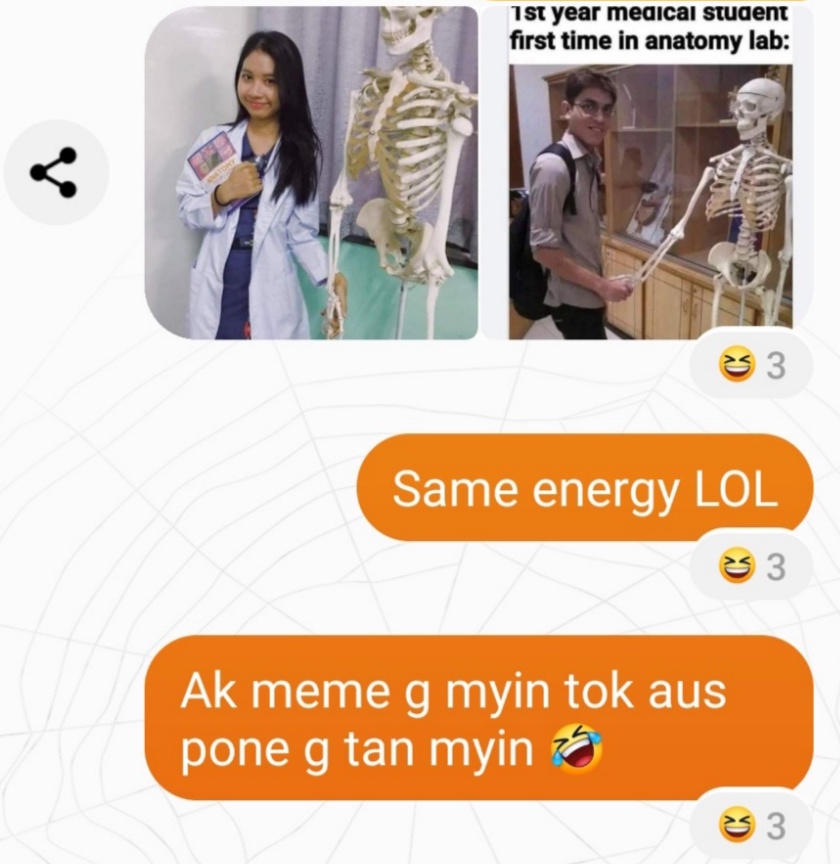 1st year medical student
first time in anatomy lab:
ANATOMY
3
Same energy LOL
3
Ak meme g myin tok aus
pone g tan myin 🤣
3